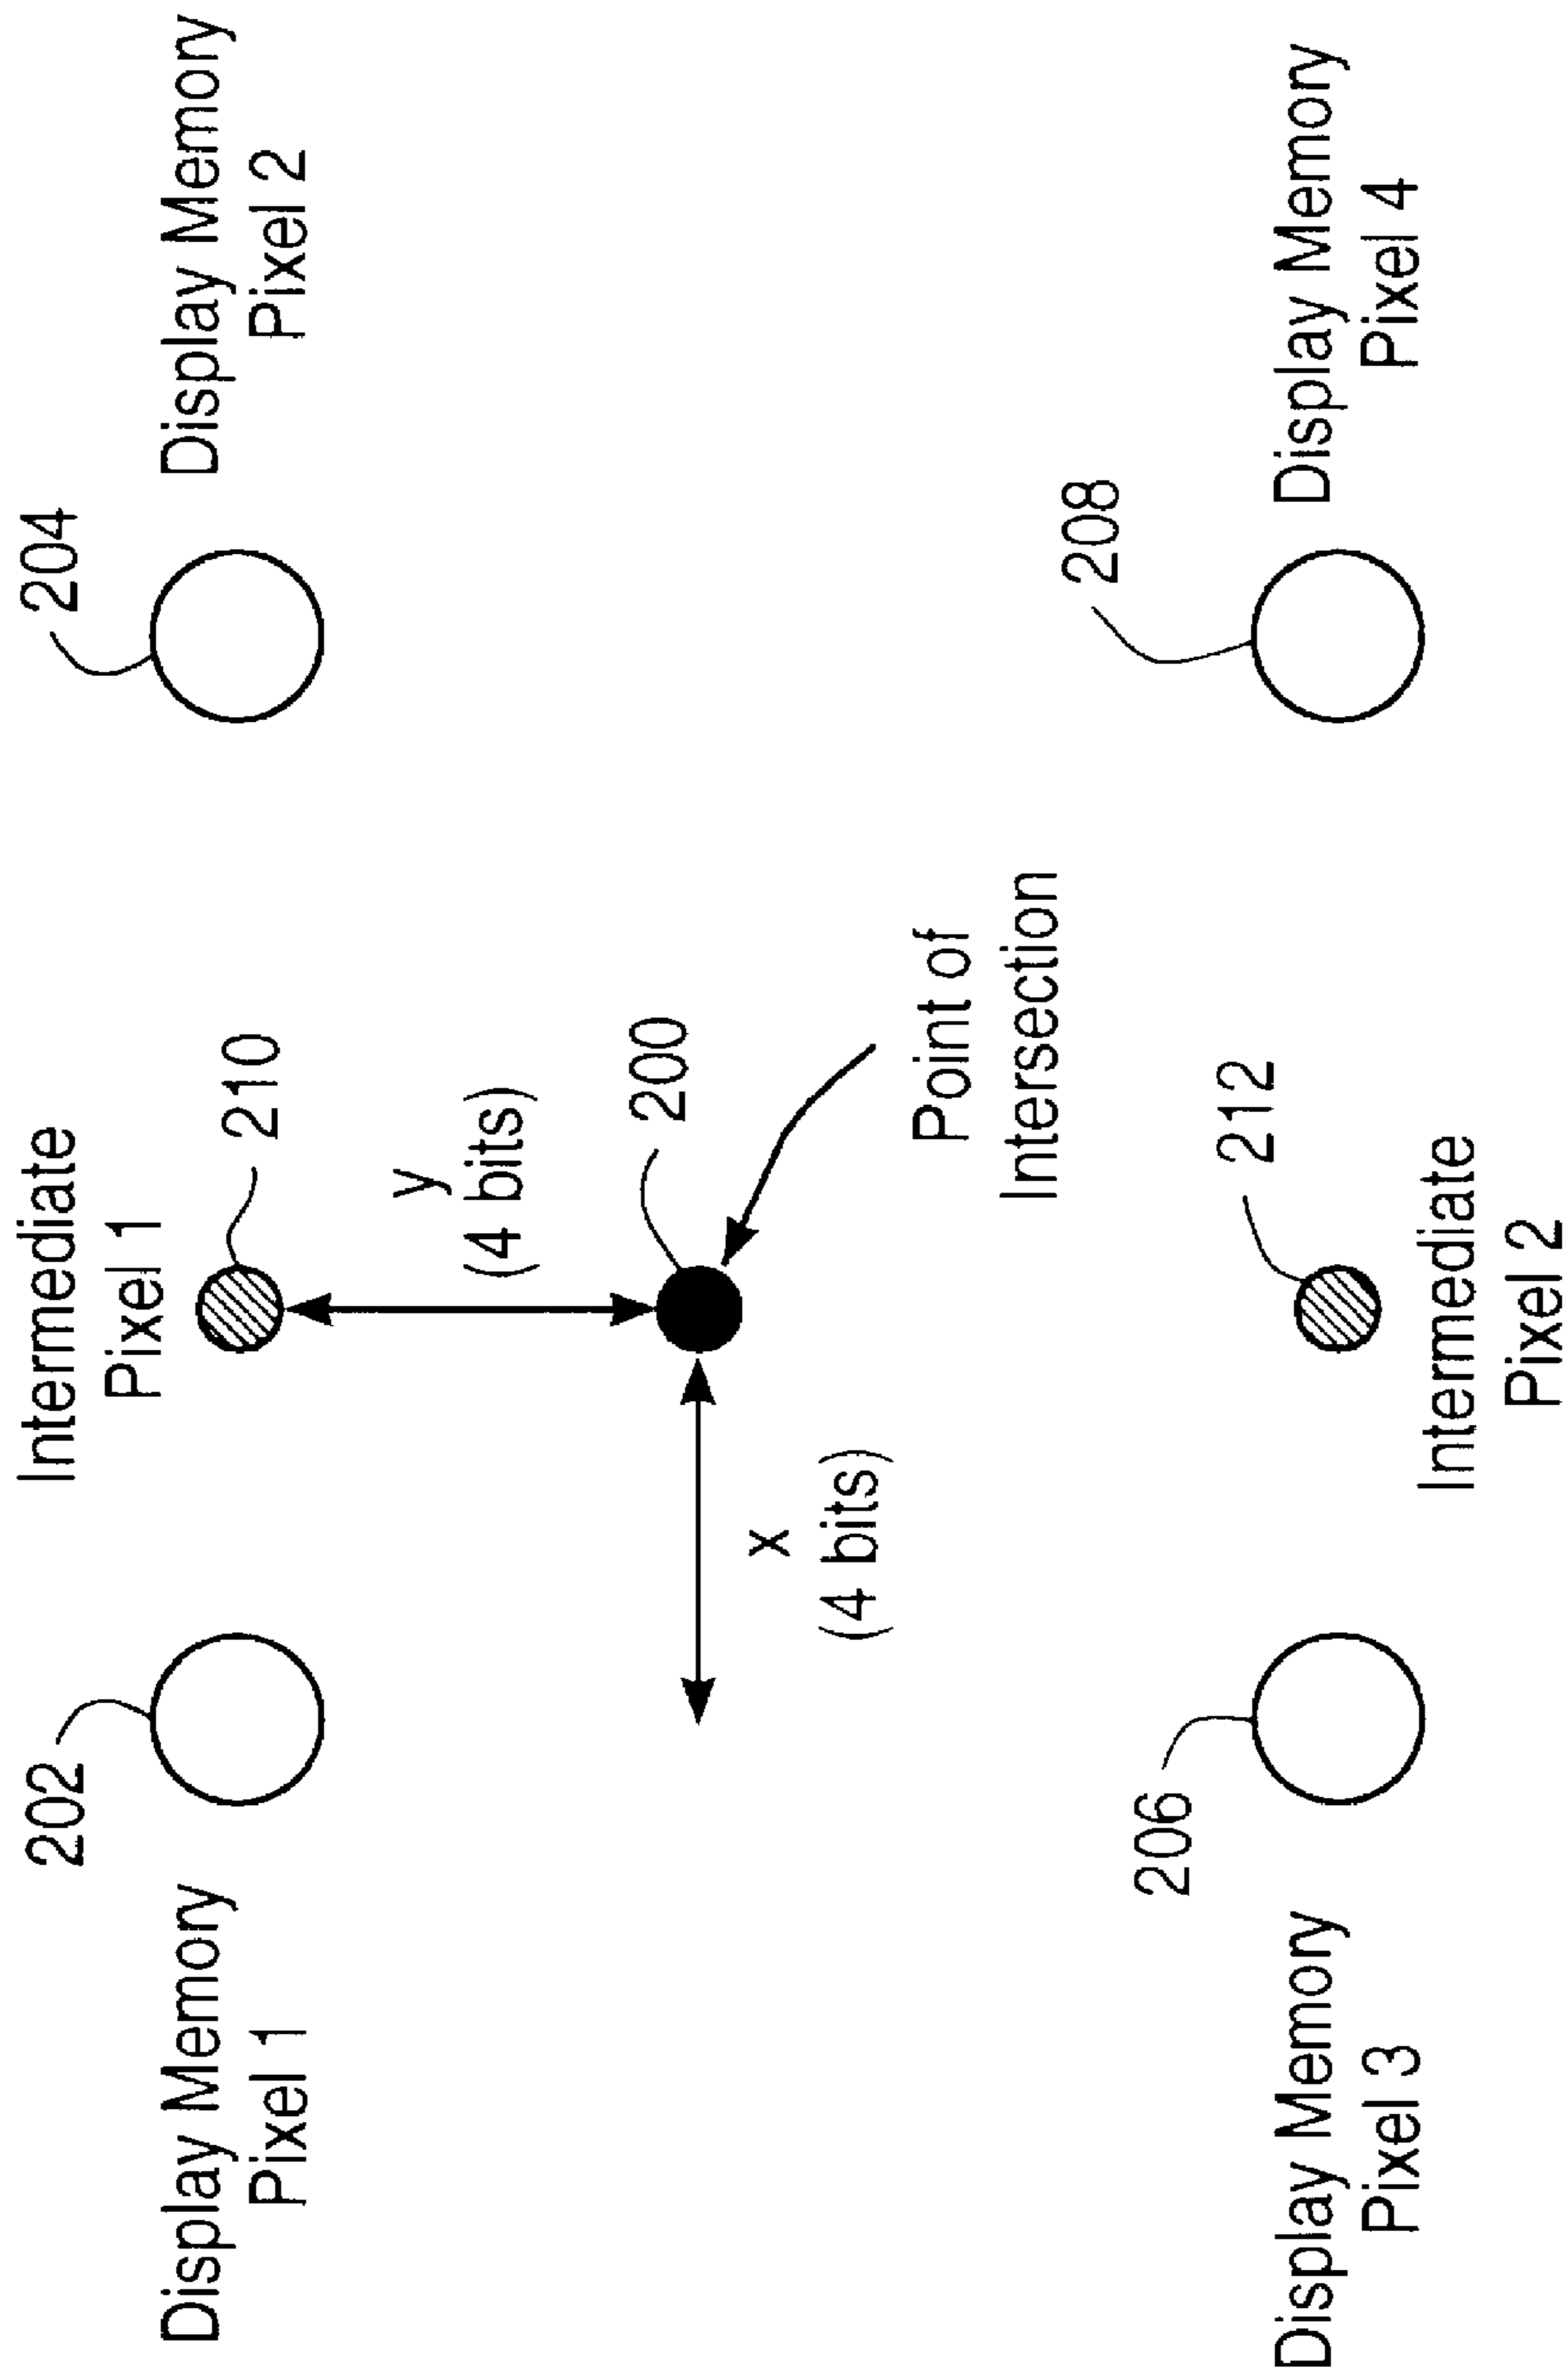 Display Memory
Pixel 1
202
Intermediate
Pixel 1
210
204
Display Memory
Pixel 2
y
(4 bits)
200
x
(4 bits)
Point of
Intersection
Display Memory
Pixel 3
206
212
Intermediate
Pixel 2
208
Display Memory
Pixel 4